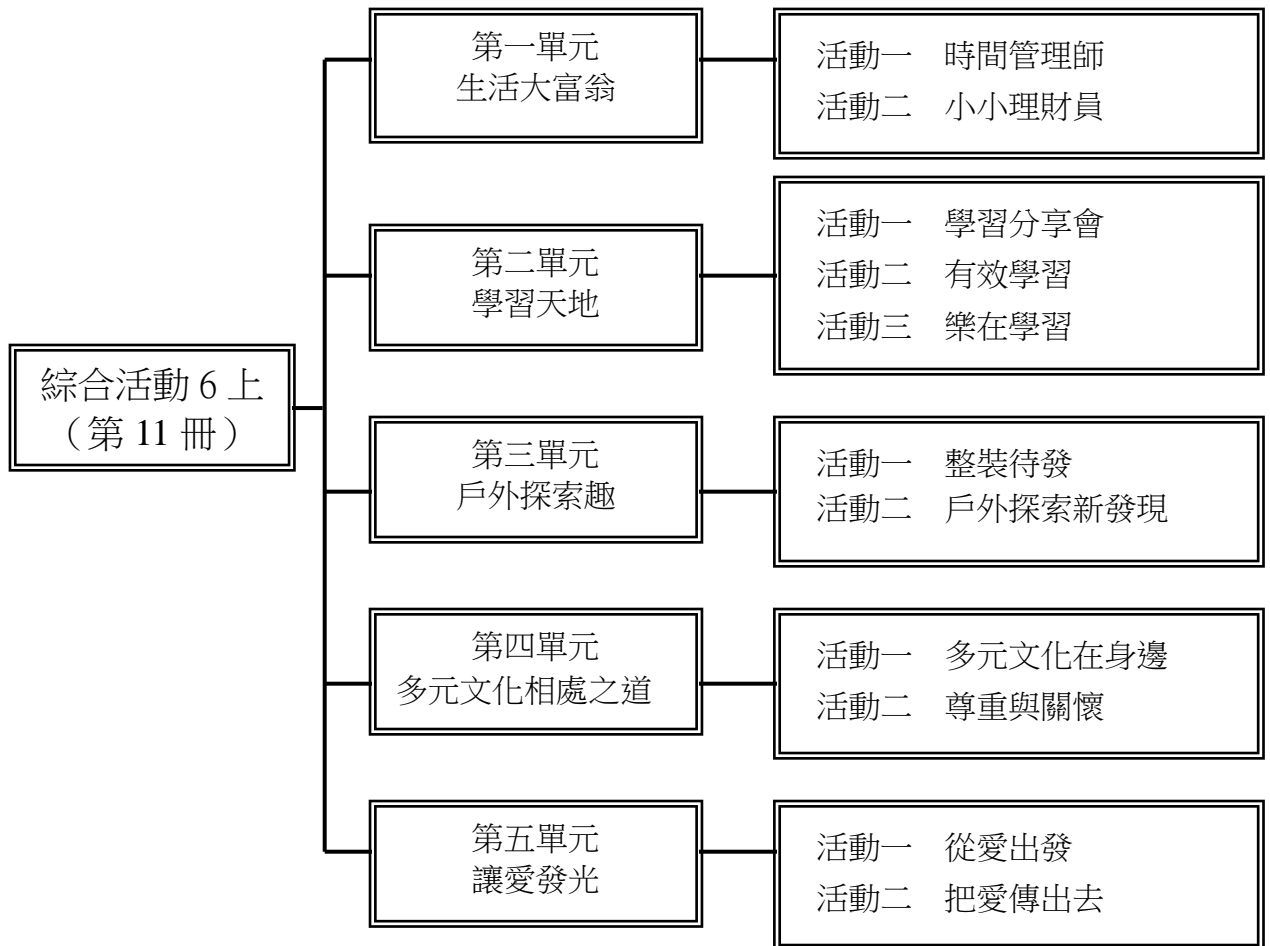 綜合活動 6 上
（第 11 冊）
第一單元
生活大富翁
活動一　時間管理師
活動二　小小理財員
第二單元
學習天地
活動一　學習分享會
活動二　有效學習
活動三　樂在學習
第三單元
戶外探索趣
活動一　整裝待發
活動二　戶外探索新發現
第四單元
多元文化相處之道
活動一　多元文化在身邊
活動二　尊重與關懷
第五單元
讓愛發光
活動一　從愛出發
活動二　把愛傳出去